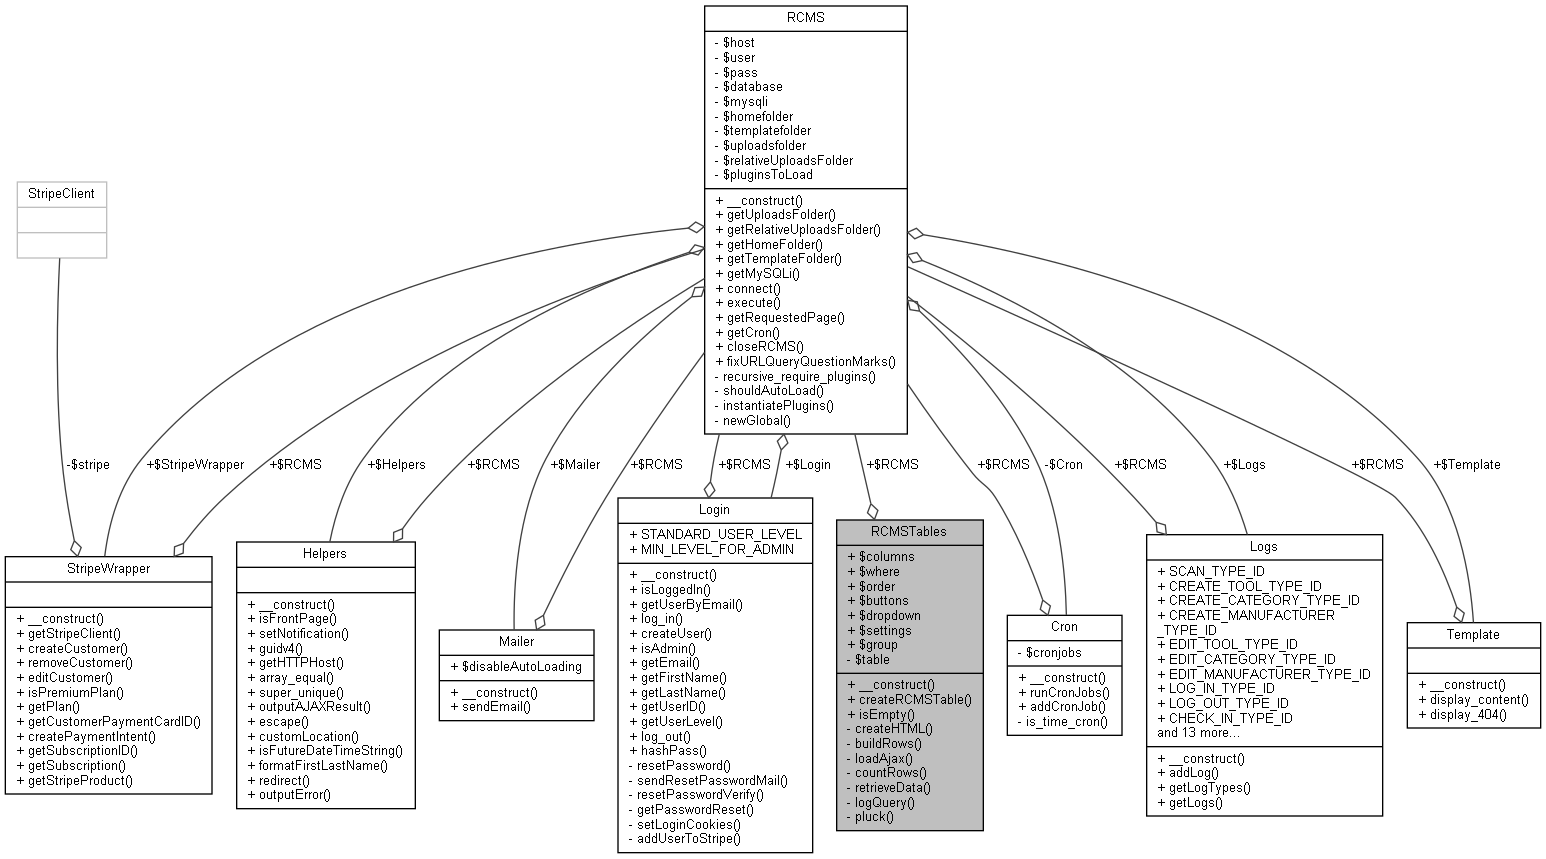 RCMS
- $host
- $user
- $pass
- $database
- $mysqli
- $homefolder
- $templatefolder
- $uploadsfolder
- $relativeUploadsFolder
- $pluginsToLoad
+ __construct()
+ getUploadsFolder()
+ getRelativeUploadsFolder()
+ getHomeFolder()
+ getTemplateFolder()
+ getMySQLi()
+ connect()
+ execute()
+ getRequestedPage()
+ getCron()
+ closeRCMS()
+ fixURLQueryQuestionMarks()
- recursive_require_plugins()
- shouldAutoLoad()
- instantiatePlugins()
- newGlobal()
StripeClient
-$stripe
+$StripeWrapper
+$RCMS
+$Helpers
+$RCMS
+$Mailer
+$RCMS
+$RCMS
+$Login
+$RCMS
+$RCMS
-$Cron
+$RCMS
+$Logs
+$RCMS
+$Template
StripeWrapper
+ __construct()
+ getStripeClient()
+ createCustomer()
+ removeCustomer()
+ editCustomer()
+ isPremiumPlan()
+ getPlan()
+ getCustomerPaymentCardID()
+ createPaymentIntent()
+ getSubscriptionID()
+ getSubscription()
+ getStripeProduct()
Helpers
+ __construct()
+ isFrontPage()
+ setNotification()
+ guidv4()
+ getHTTPHost()
+ array_equal()
+ super_unique()
+ outputAJAXResult()
+ escape()
+ customLocation()
+ isFutureDateTimeString()
+ formatFirstLastName()
+ redirect()
+ outputError()
Mailer
+ $disableAutoLoading
+ __construct()
+ sendEmail()
Login
+ STANDARD_USER_LEVEL
+ MIN_LEVEL_FOR_ADMIN
+ __construct()
+ isLoggedIn()
+ getUserByEmail()
+ log_in()
+ createUser()
+ isAdmin()
+ getEmail()
+ getFirstName()
+ getLastName()
+ getUserID()
+ getUserLevel()
+ log_out()
+ hashPass()
- resetPassword()
- sendResetPasswordMail()
- resetPasswordVerify()
- getPasswordReset()
- setLoginCookies()
- addUserToStripe()
RCMSTables
+ $columns
+ $where
+ $order
+ $buttons
+ $dropdown
+ $settings
+ $group
- $table
+ __construct()
+ createRCMSTable()
+ isEmpty()
- createHTML()
- buildRows()
- loadAjax()
- countRows()
- retrieveData()
- logQuery()
- pluck()
Cron
- $cronjobs
+ __construct()
+ runCronJobs()
+ addCronJob()
- is_time_cron()
Logs
+ SCAN_TYPE_ID
+ CREATE_TOOL_TYPE_ID
+ CREATE_CATEGORY_TYPE_ID
+ CREATE_MANUFACTURER
_TYPE_ID
+ EDIT_TOOL_TYPE_ID
+ EDIT_CATEGORY_TYPE_ID
+ EDIT_MANUFACTURER_TYPE_ID
+ LOG_IN_TYPE_ID
+ LOG_OUT_TYPE_ID
+ CHECK_IN_TYPE_ID
and 13 more...
+ __construct()
+ addLog()
+ getLogTypes()
+ getLogs()
Template
+ __construct()
+ display_content()
+ display_404()